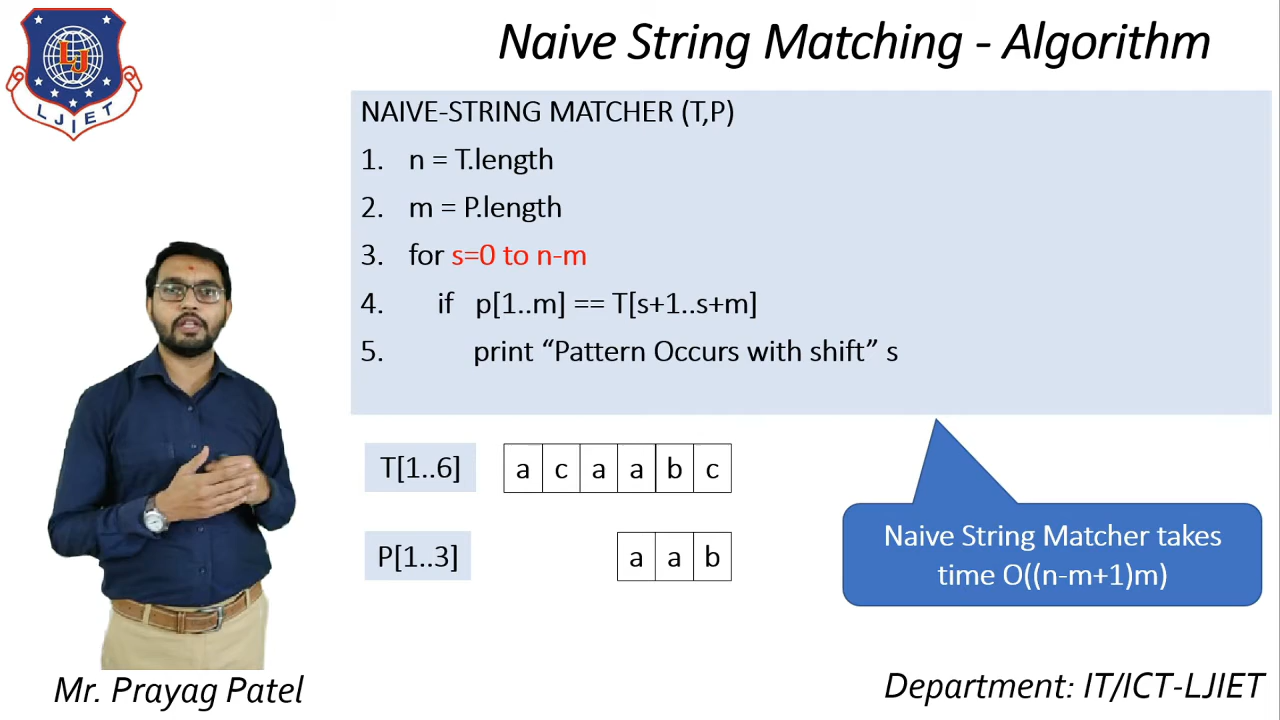 Naive String Matching - Algorithm
LJIET
LJ
NAIVE-STRING MATCHER (T,P)
1. n = T.length
2. m = P.length
3. for s=0 to n-m
4. if p[1..m] == T[s+1..s+m]
5. print “Pattern Occurs with shift” s
T[1..6] a c a a b c
P[1..3] a a b
Naive String Matcher takes
time O((n-m+1)m)
Mr. Prayag Patel
Department: IT/ICT-LJIET